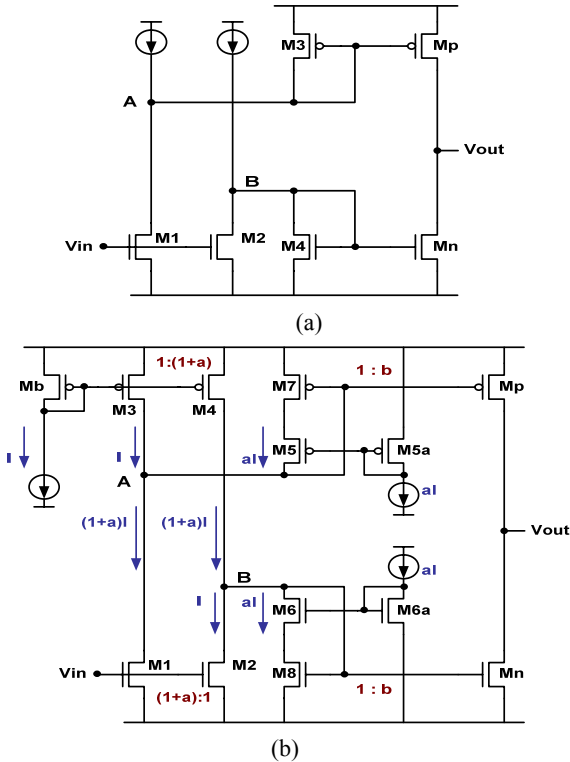 M3
Mp
A
Vout
B
Vin
M1
M2
M4
Mn
(a)
1:(1+a)
1 : b
Mb
M3
M4
M7
Mp
I
I
aI
M5
M5a
A
aI
(1+a)I
(1+a)I
Vout
aI
B
I
aI
M6
M6a
Vin
M1
M2
M8
Mn
(1+a):1
1 : b
(b)